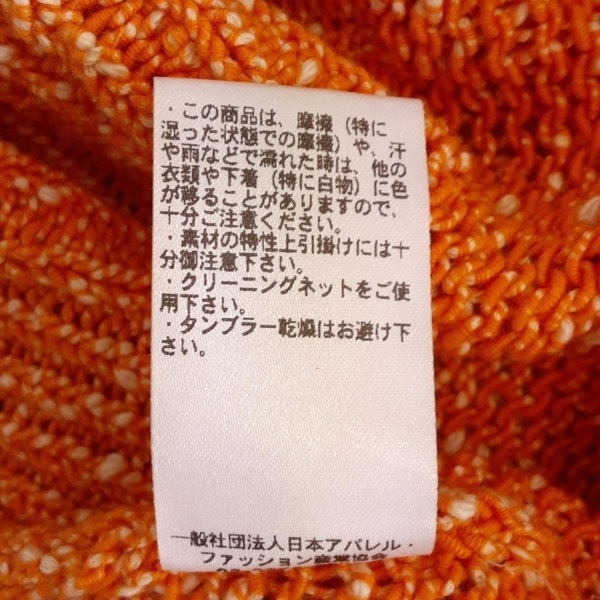 ・この商品は、摩擦（特に
湿った状態での摩擦）や、汗
や雨などで濡れた時は、他の
衣類や下着（特に白物）に色
が移ることがありますので、
十分ご注意ください。
・素材の特性上引掛けには十
分御注意下さい。
・クリーニングネットをご使
用下さい。
・タンブラー乾燥はお避け下
さい。
一般社団法人日本アパレル・
ファッション産業協会